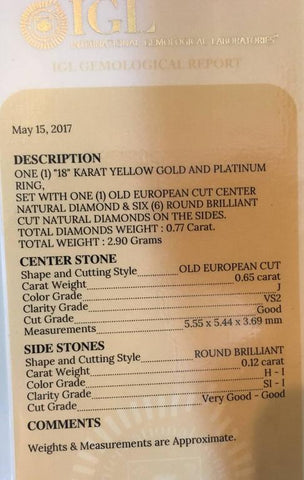 IGL
INTERNATIONAL GEMOLOGICAL LABORATORIES
IGL GEMOLOGICAL REPORT
May 15, 2017
DESCRIPTION
ONE (1) "18" KARAT YELLOW GOLD AND PLATINUM
RING,
SET WITH ONE (1) OLD EUROPEAN CUT CENTER
NATURAL DIAMOND & SIX (6) ROUND BRILLIANT
CUT NATURAL DIAMONDS ON THE SIDES.
TOTAL DIAMONDS WEIGHT : 0.77 Carat.
TOTAL WEIGHT : 2.90 Grams
CENTER STONE
Shape and Cutting Style OLD EUROPEAN CUT
Carat Weight 0.65 carat
Color Grade J
Clarity Grade VS2
Cut Grade Good
Measurements 5.55 x 5.44 x 3.69 mm
SIDE STONES
Shape and Cutting Style ROUND BRILLIANT
Carat Weight 0.12 carat
Color Grade H - I
Clarity Grade SI - I
Cut Grade Very Good - Good
COMMENTS
Weights & Measurements are Approximate.